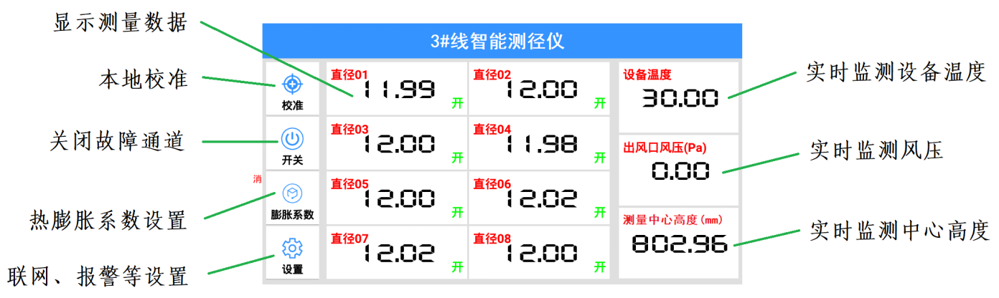 显示测量数据
本地校准
关闭故障通道
热膨胀系数设置
联网、报警等设置
3#线智能测径仪
校准
开关
消
膨胀系数
设置
直径01
11.99
开
直径02
12.00
开
直径03
12.00
开
直径04
11.98
开
直径05
12.00
开
直径06
12.02
开
直径07
12.02
开
直径08
12.00
开
设备温度
30.00
出风口风压(Pa)
0.00
测量中心高度(mm)
802.96
实时监测设备温度
实时监测风压
实时监测中心高度